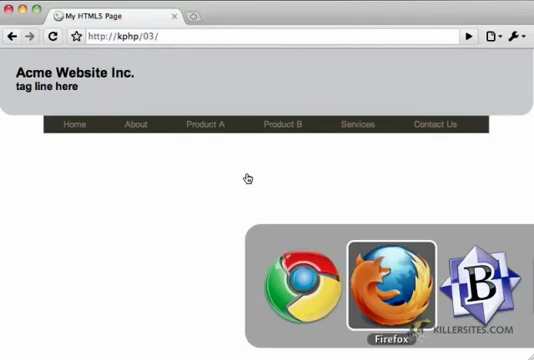 My HTML5 Page
http://kphp/03/
Acme Website Inc.
tag line here
Home About Product A Product B Services Contact Us
B
Firefox
KILLERSITES.COM